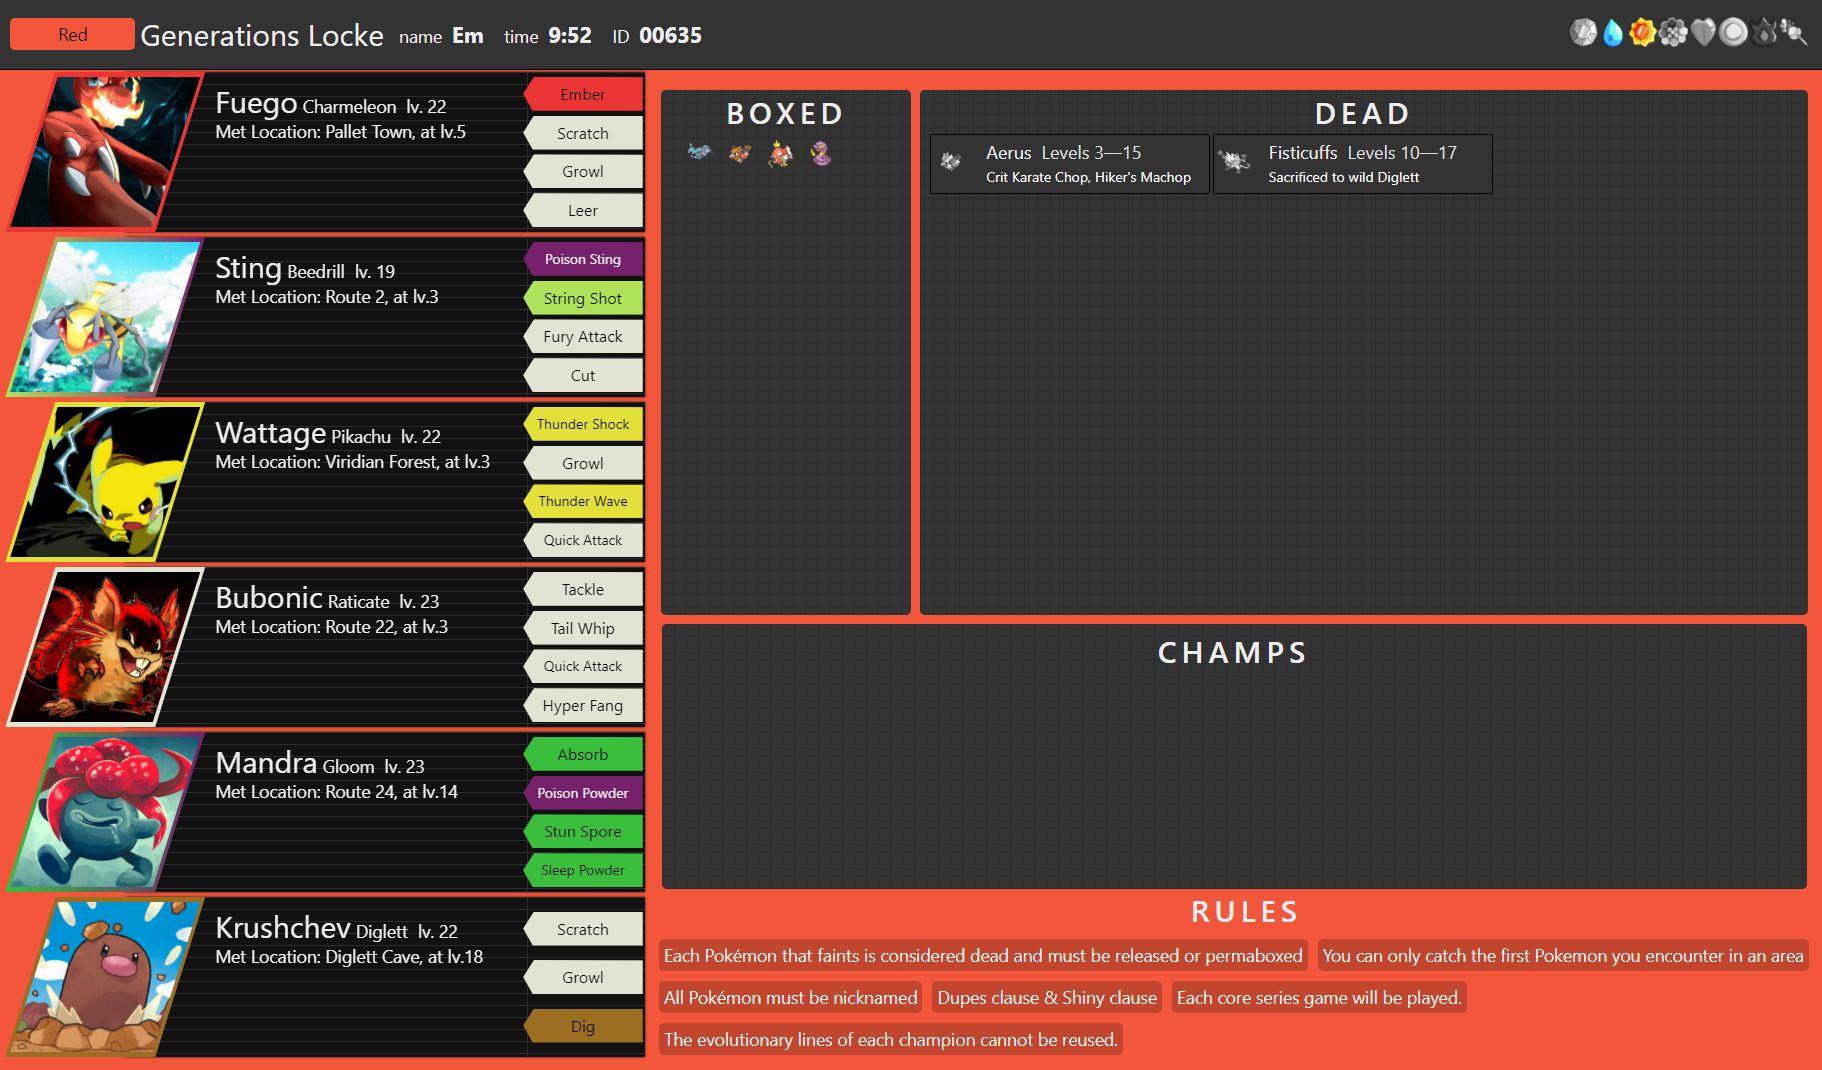 Red Generations Locke name Em time 9:52 ID 00635
Fuego Charmeleon lv. 22
Met Location: Pallet Town, at lv.5
Ember
Scratch
Growl
Leer
Sting Beedrill lv. 19
Met Location: Route 2, at lv.3
Poison Sting
String Shot
Fury Attack
Cut
Wattage Pikachu lv. 22
Met Location: Viridian Forest, at lv.3
Thunder Shock
Growl
Thunder Wave
Quick Attack
Bubonic Raticate lv. 23
Met Location: Route 22, at lv.3
Tackle
Tail Whip
Quick Attack
Hyper Fang
Mandra Gloom lv. 23
Met Location: Route 24, at lv.14
Absorb
Poison Powder
Stun Spore
Sleep Powder
Krushchev Diglett lv. 22
Met Location: Diglett Cave, at lv.18
Scratch
Growl
Dig
BOXED
DEAD
Aerus Levels 3—15
Crit Karate Chop, Hiker's Machop
Fisticuffs Levels 10—17
Sacrificed to wild Diglett
CHAMPS
RULES
Each Pokémon that faints is considered dead and must be released or permaboxed
You can only catch the first Pokemon you encounter in an area
All Pokémon must be nicknamed
Dupes clause & Shiny clause
Each core series game will be played.
The evolutionary lines of each champion cannot be reused.